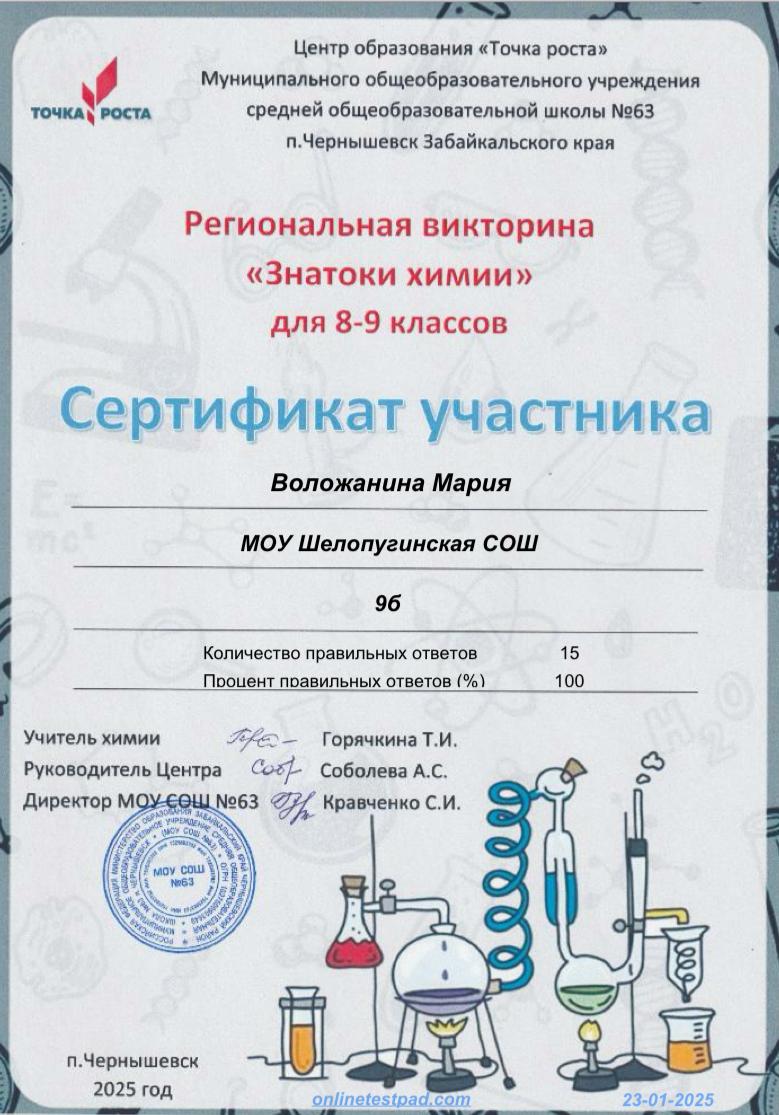 Центр образования «Точка роста»
Муниципального общеобразовательного учреждения
средней общеобразовательной школы №63
п.Чернышевск Забайкальского края
ТОЧКА РОСТА
Региональная викторина
«Знатоки химии»
для 8-9 классов
Сертификат участника
Воложанина Мария
МОУ Шелопугинская СОШ
9б
Количество правильных ответов 15
Процент правильных ответов (%) 100
Учитель химии Горячкина Т.И.
Руководитель Центра Соболева А.С.
Директор МОУ СОШ №63 Кравченко С.И.
МОУ СОШ
№63
E=
mc²
H₂O
п.Чернышевск
2025 год
onlinetestpad.com 23-01-2025